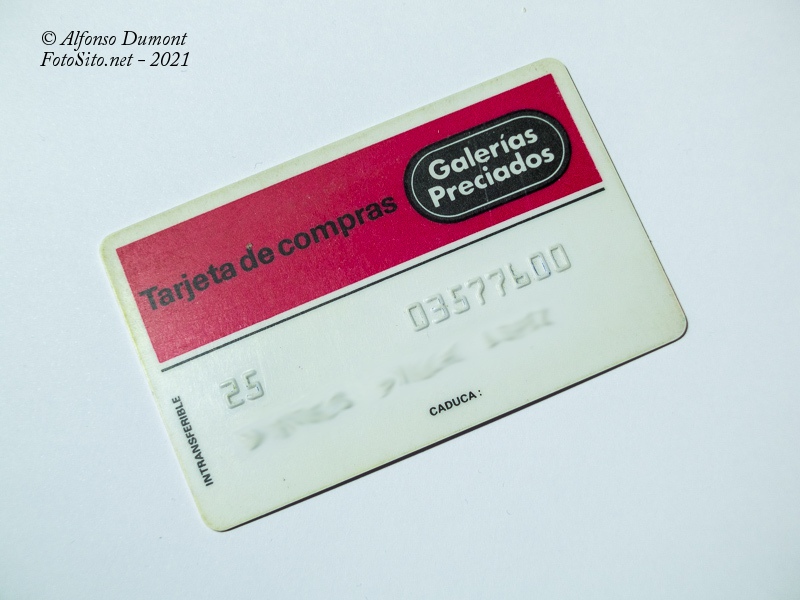 © Alfonso Dumont
FotoSito.net - 2021
Galerías
Preciados
Tarjeta de compras
03577600
25
CADUCA:
INTRANSFERIBLE